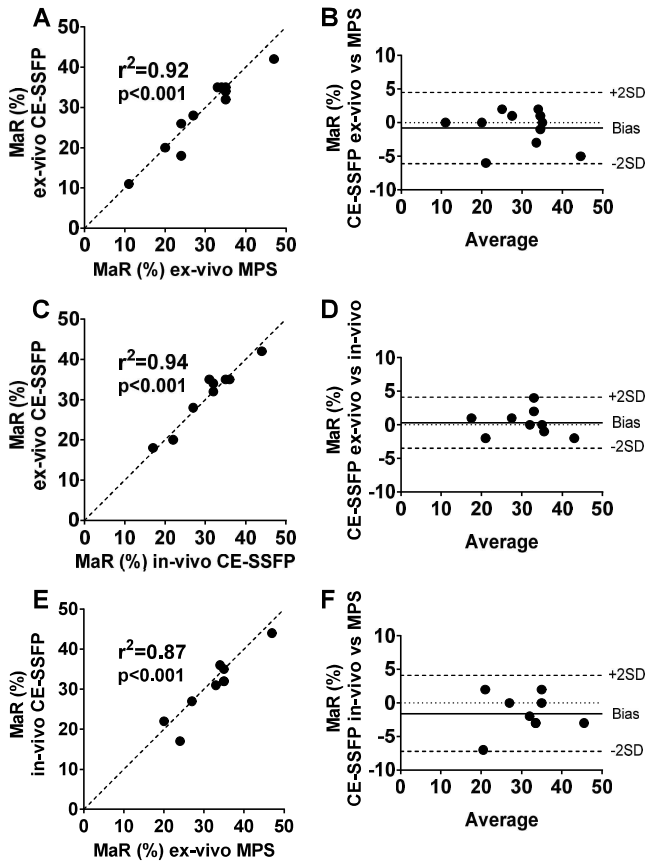 A
MaR (%)
ex-vivo CE-SSFP
50
40
30
20
10
0
r²=0.92
p<0.001
0 10 20 30 40 50
MaR (%) ex-vivo MPS
B
MaR (%)
CE-SSFP ex-vivo vs MPS
10
5
0
-5
-10
+2SD
Bias
-2SD
0 10 20 30 40 50
Average
C
MaR (%)
ex-vivo CE-SSFP
50
40
30
20
10
0
r²=0.94
p<0.001
0 10 20 30 40 50
MaR (%) in-vivo CE-SSFP
D
MaR (%)
CE-SSFP ex-vivo vs in-vivo
10
5
0
-5
-10
+2SD
Bias
-2SD
0 10 20 30 40 50
Average
E
MaR (%)
in-vivo CE-SSFP
50
40
30
20
10
0
r²=0.87
p<0.001
0 10 20 30 40 50
MaR (%) ex-vivo MPS
F
MaR (%)
CE-SSFP in-vivo vs MPS
10
5
0
-5
-10
+2SD
Bias
-2SD
0 10 20 30 40 50
Average